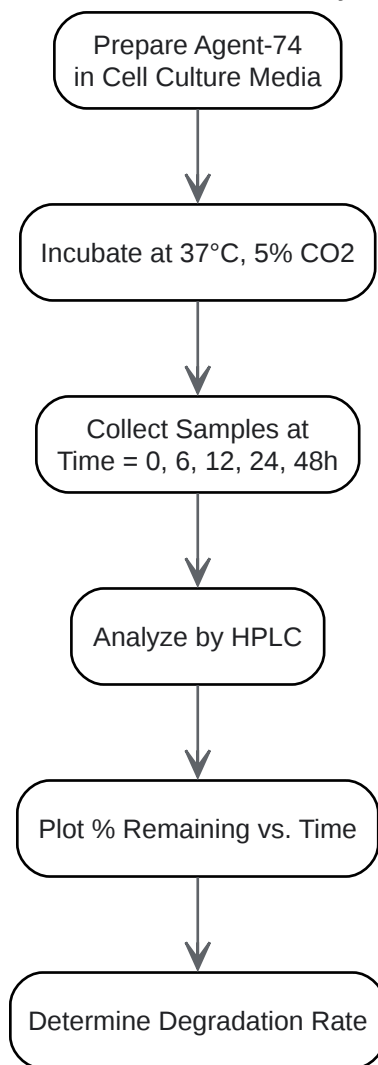 Prepare Agent-74
in Cell Culture Media
Incubate at 37°C, 5% CO2
Collect Samples at
Time = 0, 6, 12, 24, 48h
Analyze by HPLC
Plot % Remaining vs. Time
Determine Degradation Rate